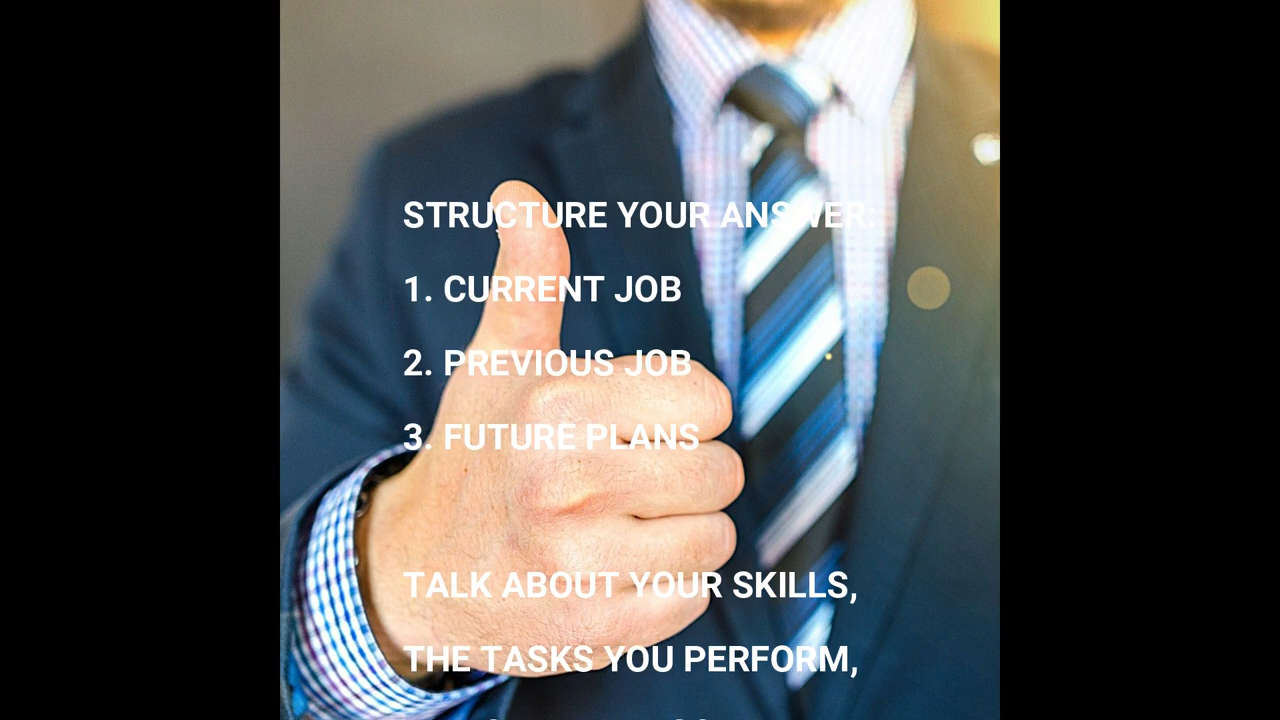 STRUCTURE YOUR ANSWER:
1. CURRENT JOB
2. PREVIOUS JOB
3. FUTURE PLANS
TALK ABOUT YOUR SKILLS,
THE TASKS YOU PERFORM,